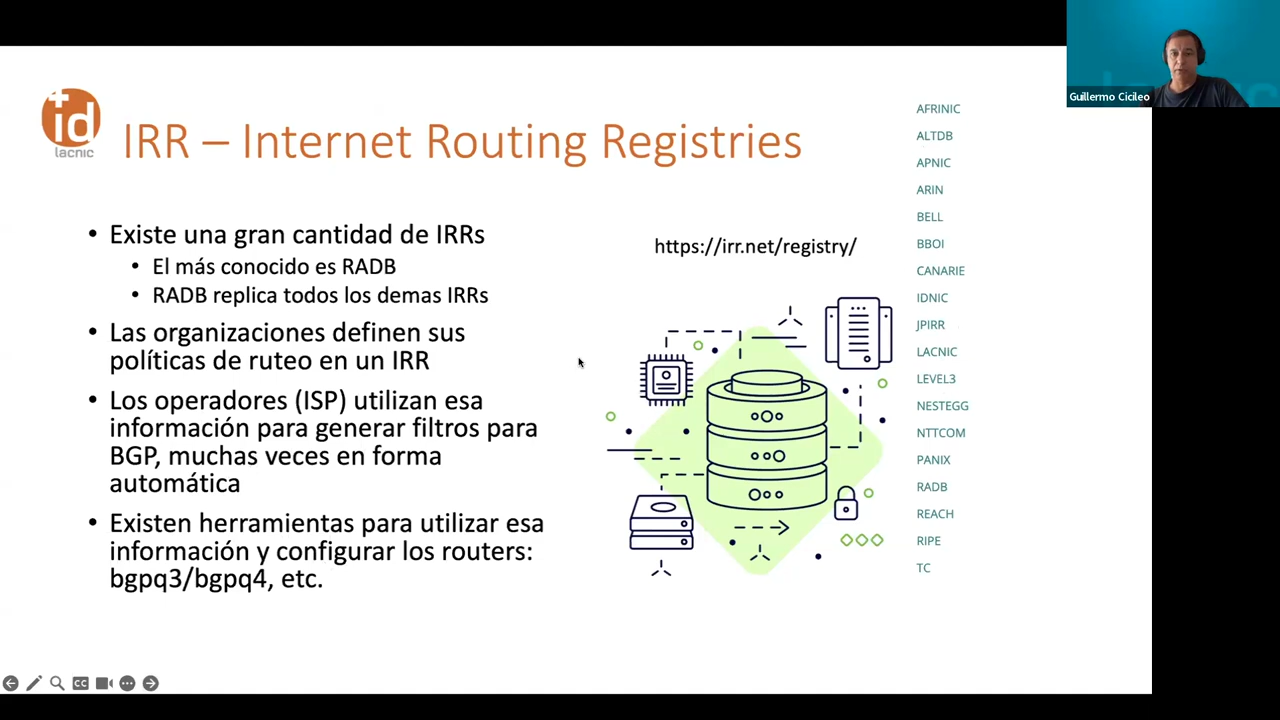 +
id
lacnic
IRR – Internet Routing Registries
• Existe una gran cantidad de IRRs
• El más conocido es RADB
• RADB replica todos los demas IRRs
• Las organizaciones definen sus
políticas de ruteo en un IRR
• Los operadores (ISP) utilizan esa
información para generar filtros para
BGP, muchas veces en forma
automática
• Existen herramientas para utilizar esa
información y configurar los routers:
bgpq3/bgpq4, etc.
https://irr.net/registry/
AFRINIC
ALTDB
APNIC
ARIN
BELL
BBOI
CANARIE
IDNIC
JPIRR
LACNIC
LEVEL3
NESTEGG
NTTCOM
PANIX
RADB
REACH
RIPE
TC
Guillermo Cicileo
CC